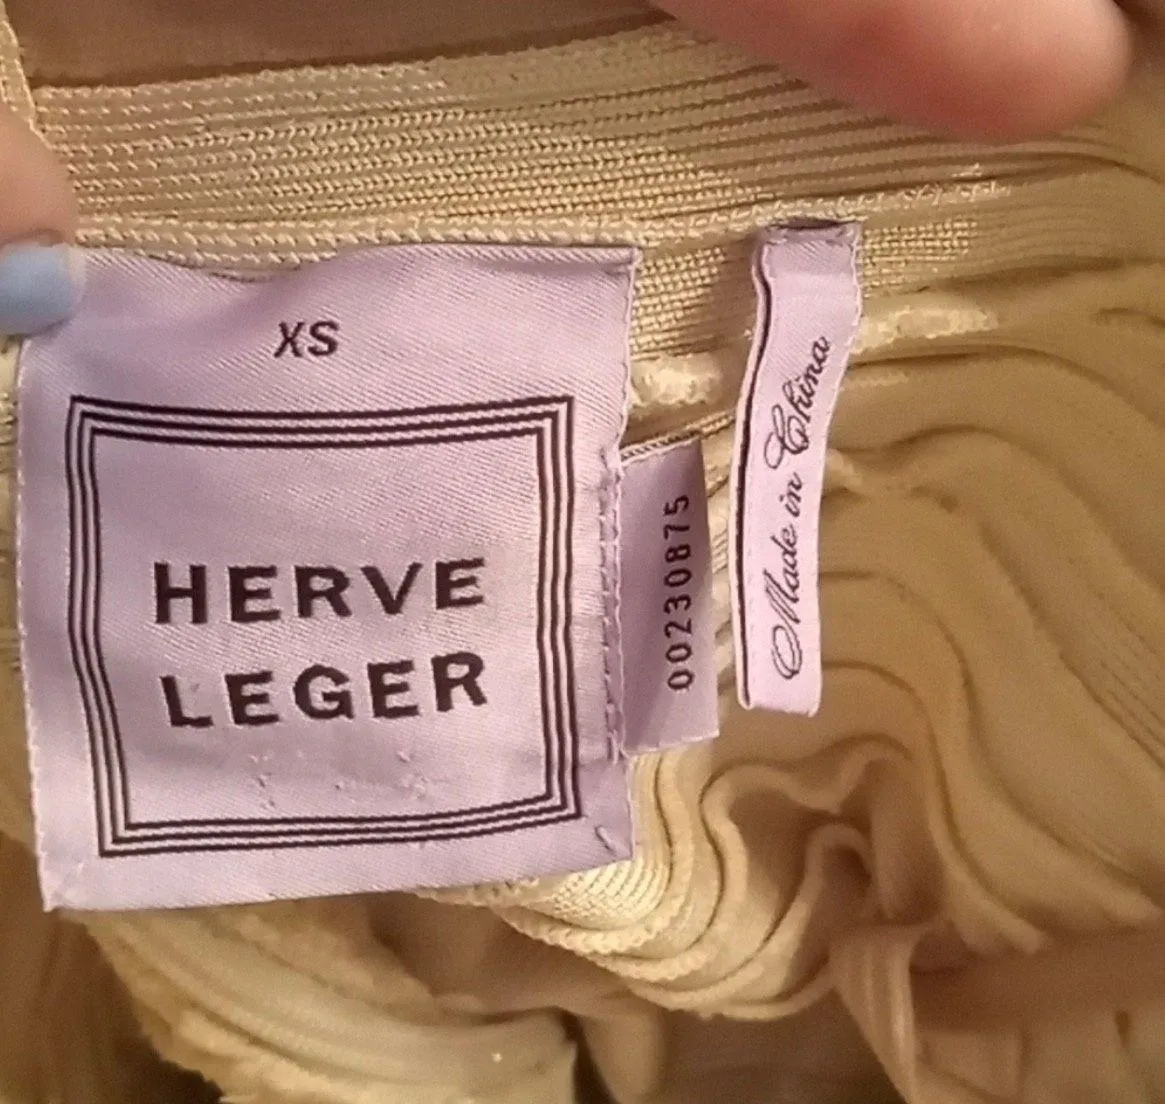 XS
HERVE
LEGER
00230875
Made in China